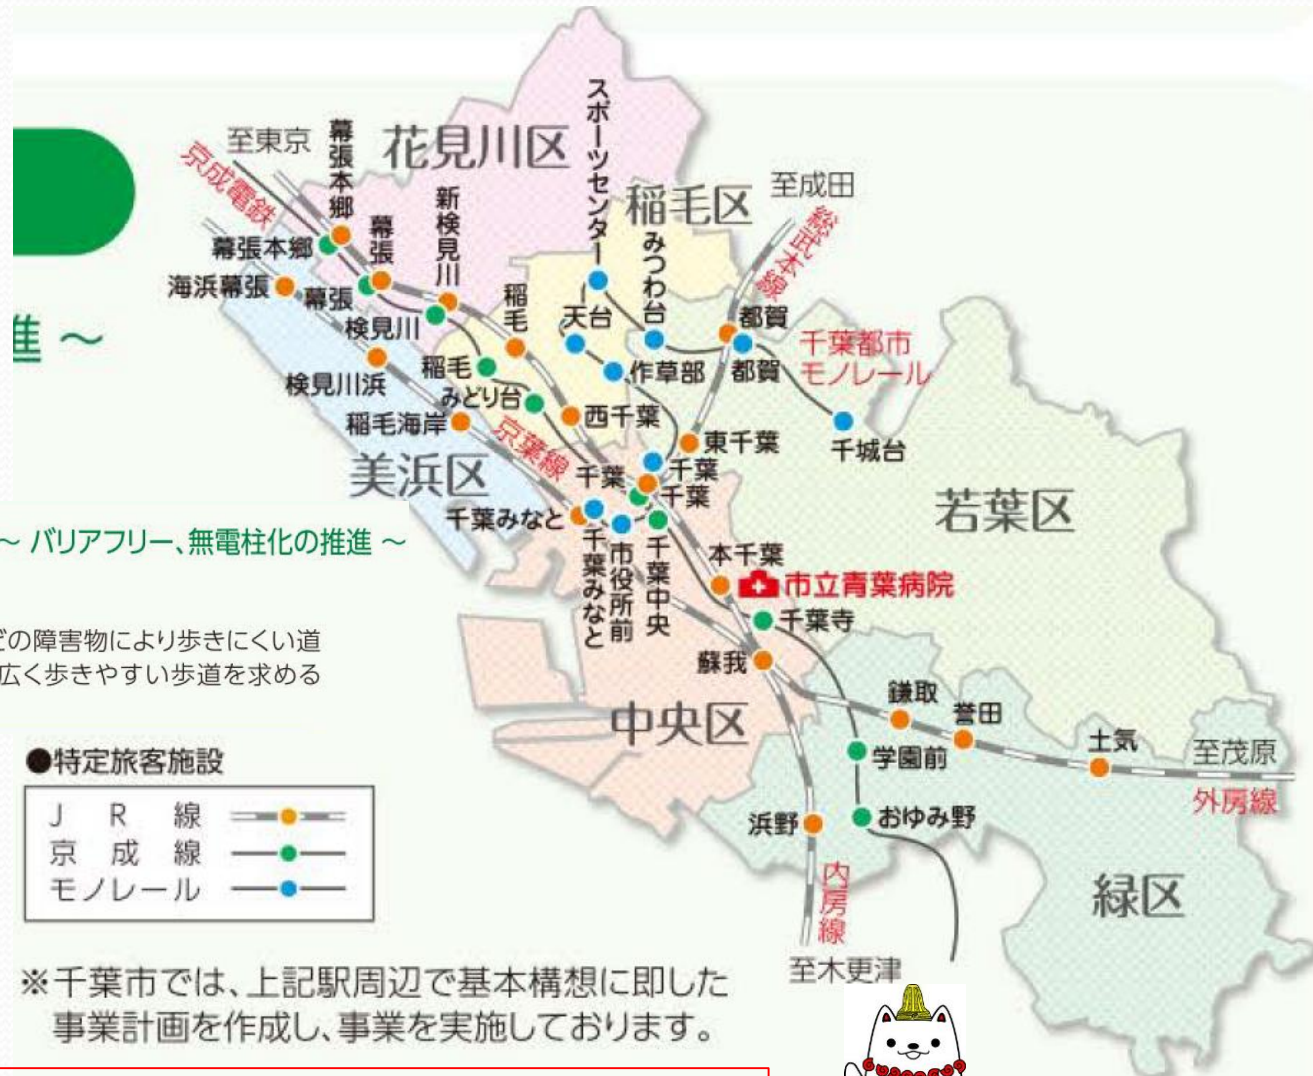 至東京
京成電鉄
幕張本郷
花見川区
スポーツセンター
幕張
新検見川
稲毛区
至成田
総武本線
幕張本郷
みつわ台
海浜幕張
幕張
稲毛
天台
都賀
推 ~
検見川
千葉都市
モノレール
検見川浜
稲毛
作草部
都賀
みどり台
稲毛海岸
京葉線
西千葉
東千葉
千城台
美浜区
千葉
千葉
千葉
若葉区
千葉みなと
~ バリアフリー、無電柱化の推進 ~
千葉みなと
市役所前
千葉中央
本千葉
市立青葉病院
千葉寺
どの障害物により歩きにくい道
広く歩きやすい歩道を求める
蘇我
中央区
鎌取
誉田
土気
至茂原
外房線
学園前
●特定旅客施設
JR線
京成線
モノレール
浜野
おゆみ野
内房線
緑区
至木更津
※千葉市では、上記駅周辺で基本構想に即した
事業計画を作成し、事業を実施しております。